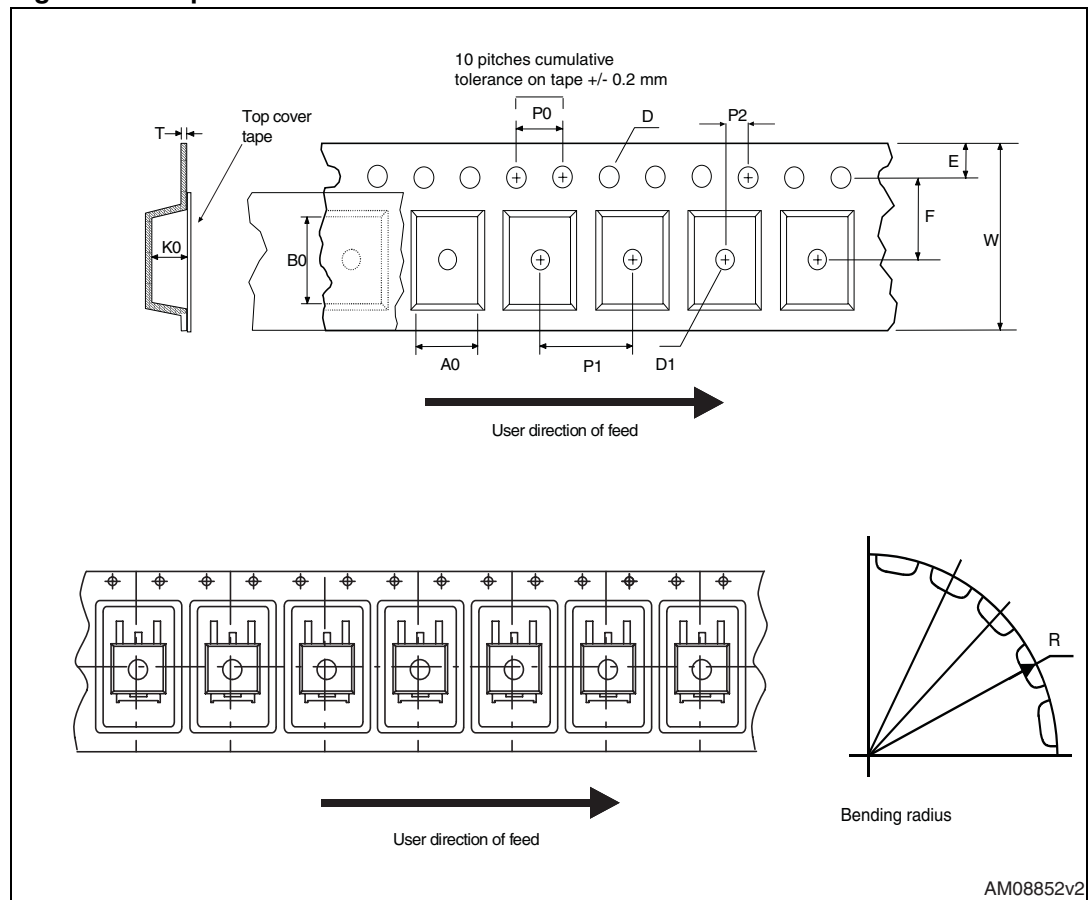 10 pitches cumulative
tolerance on tape +/- 0.2 mm
Top cover
tape
T
P0
D
P2
E
F
W
K0
B0
A0
P1
D1
User direction of feed
R
Bending radius
User direction of feed
AM08852v2